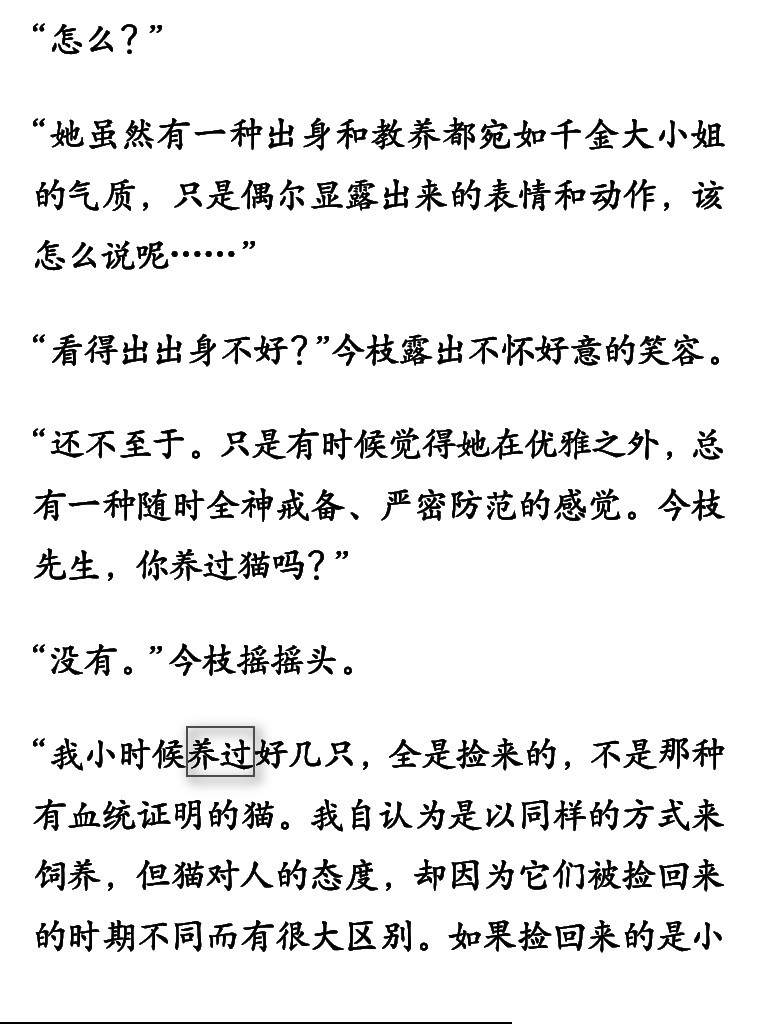 “怎么？”
“她虽然有一种出身和教养都宛如千金大小姐
的气质，只是偶尔显露出来的表情和动作，该
怎么说呢……”
“看得出出身不好？”今枝露出不怀好意的笑容。
“还不至于。只是有时候觉得她在优雅之外，总
有一种随时全神戒备、严密防范的感觉。今枝
先生，你养过猫吗？”
“没有。”今枝摇摇头。
“我小时候养过好几只，全是捡来的，不是那种
有血统证明的猫。我自认为是以同样的方式来
饲养，但猫对人的态度，却因为它们被捡回来
的时期不同而有很大区别。如果捡回来的是小